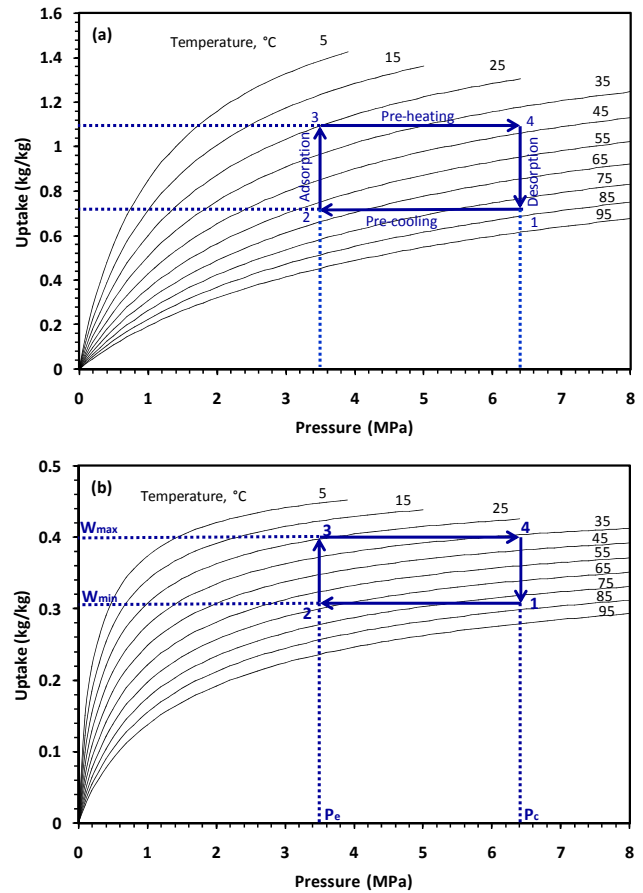 (a)
Temperature, °C
5
15
25
35
45
55
65
75
85
95
3
Pre-heating
4
Adsorption
Desorption
2
Pre-cooling
1
Uptake (kg/kg)
1.6
1.4
1.2
1
0.8
0.6
0.4
0.2
0
0 1 2 3 4 5 6 7 8
Pressure (MPa)
(b)
Temperature, °C
5
15
25
35
45
55
65
75
85
95
Wmax
3
4
Wmin
2
1
Pe
Pc
Uptake (kg/kg)
0.5
0.4
0.3
0.2
0.1
0
0 1 2 3 4 5 6 7 8
Pressure (MPa)